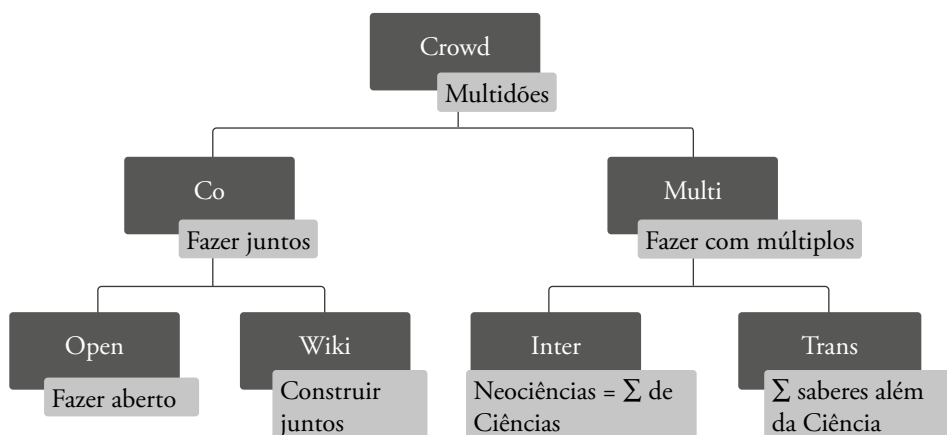 Crowd
Multidões
Co
Fazer juntos
Multi
Fazer com múltiplos
Open
Fazer aberto
Wiki
Construir
juntos
Inter
Neociências = ∑ de
Ciências
Trans
∑ saberes além
da Ciência